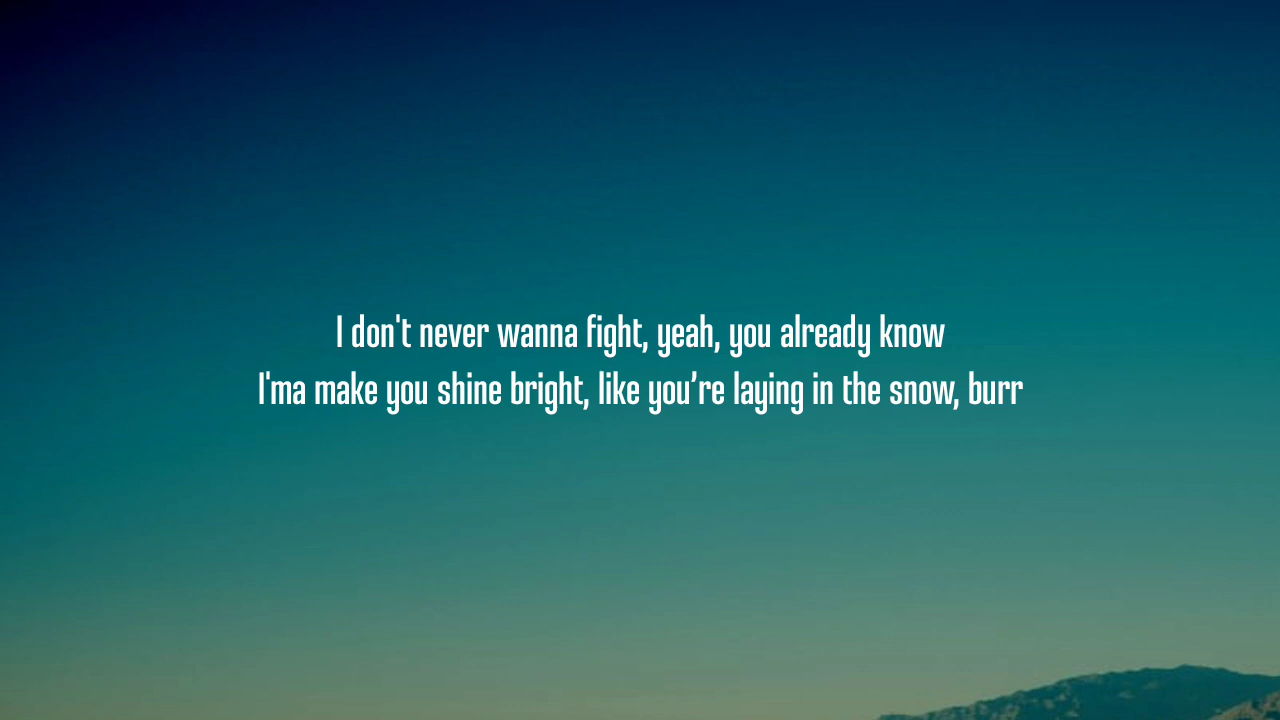 I don't never wanna fight, yeah, you already know
I'ma make you shine bright, like you’re laying in the snow, burr